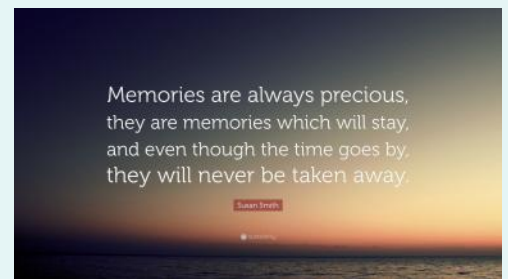 Memories are always precious,
they are memories which will stay,
and even though the time goes by,
they will never be taken away.
Susan Smith